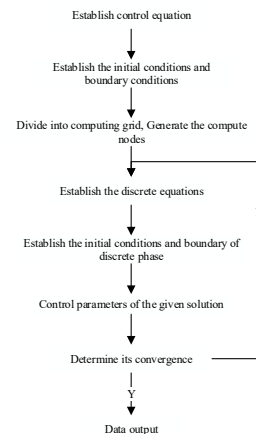 Establish control equation
Establish the initial conditions and
boundary conditions
Divide into computing grid, Generate the compute
nodes
Establish the discrete equations
Establish the initial conditions and boundary of
discrete phase
Control parameters of the given solution
Determine its convergence
Y
Data output